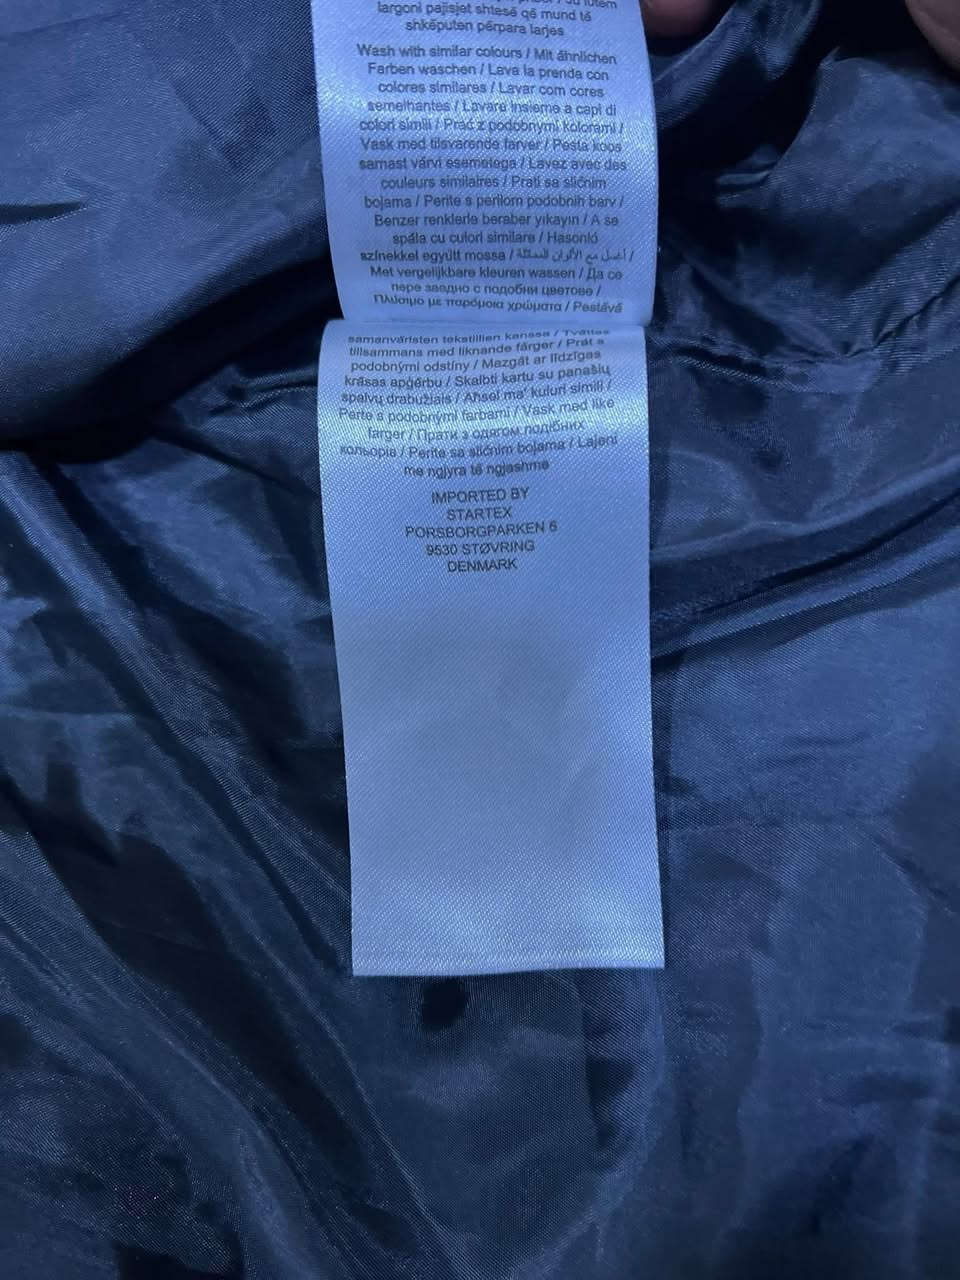 largoni pajisjet shtesë që mund të
shkëputen përpara larjes
Wash with similar colours / Mit ähnlichen
Farben waschen / Lava la prenda con
colores similares / Lavar com cores
semelhantes / Lavare insieme a capi di
colori simili / Prać z podobnymi kolorami /
Vask med tilsvarende farver / Pesta koos
samast värvi esemetega / Lavez avec des
couleurs similaires / Prati sa sličnim
bojama / Perite s perilom podobnih barv /
Benzer renklerle beraber yıkayın / A se
spăla cu culori similare / Hasonló
színekkel együtt mossa / اغسل مع الألوان المماثلة /
Met vergelijkbare kleuren wassen / Да се
пере заедно с подобни цветове /
Πλύσιμο με παρόμοια χρώματα / Pestävä
samanväristen tekstiilien kanssa / Tvättas
tillsammans med liknande färger / Prát s
podobnými odstíny / Mazgāt ar līdzīgas
krāsas apģērbu / Skalbti kartu su panašių
spalvų drabužiais / Aħsel ma' kuluri simili /
Perte s podobnými farbami / Vask med like
farger / Прати з одягом подібних
кольорів / Perite sa sličnim bojama / Lajeni
me ngjyra të ngjashme
IMPORTED BY
STARTEX
PORSBORGPARKEN 6
9530 STØVRING
DENMARK